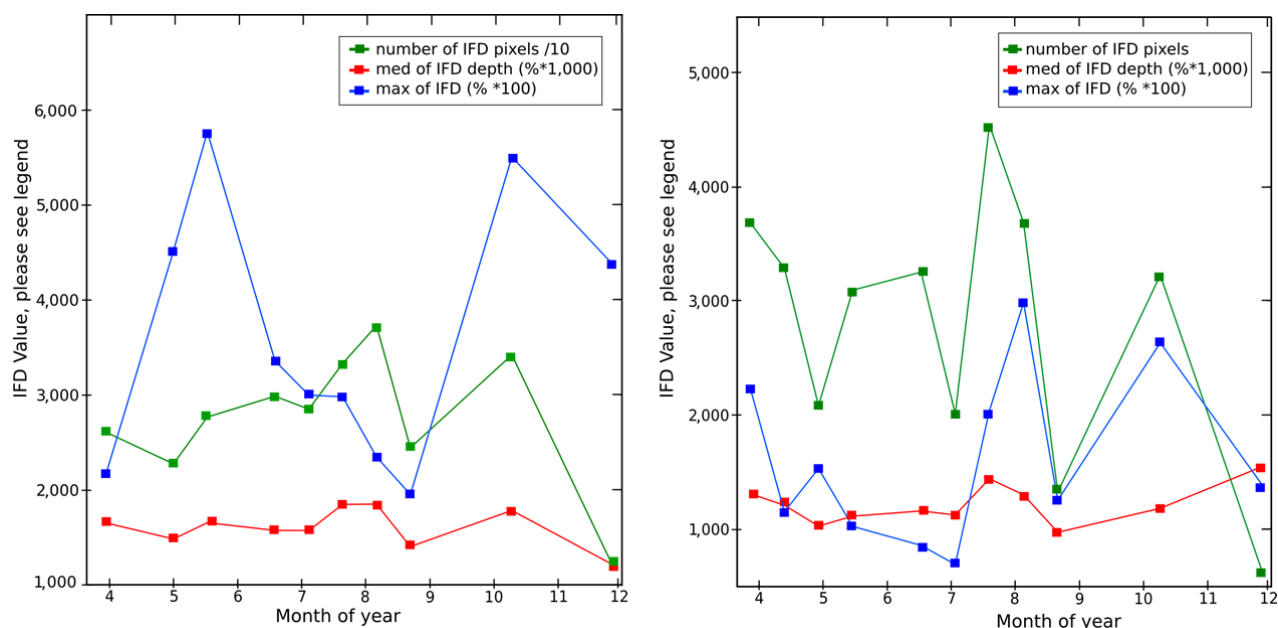 number of IFD pixels /10
med of IFD depth (%*1,000)
max of IFD (% *100)
6,000
5,000
4,000
3,000
2,000
1,000
IFD Value, please see legend
4 5 6 7 8 9 10 11 12
Month of year
number of IFD pixels
med of IFD depth (%*1,000)
max of IFD (% *100)
5,000
4,000
3,000
2,000
1,000
IFD Value, please see legend
4 5 6 7 8 9 10 11 12
Month of year